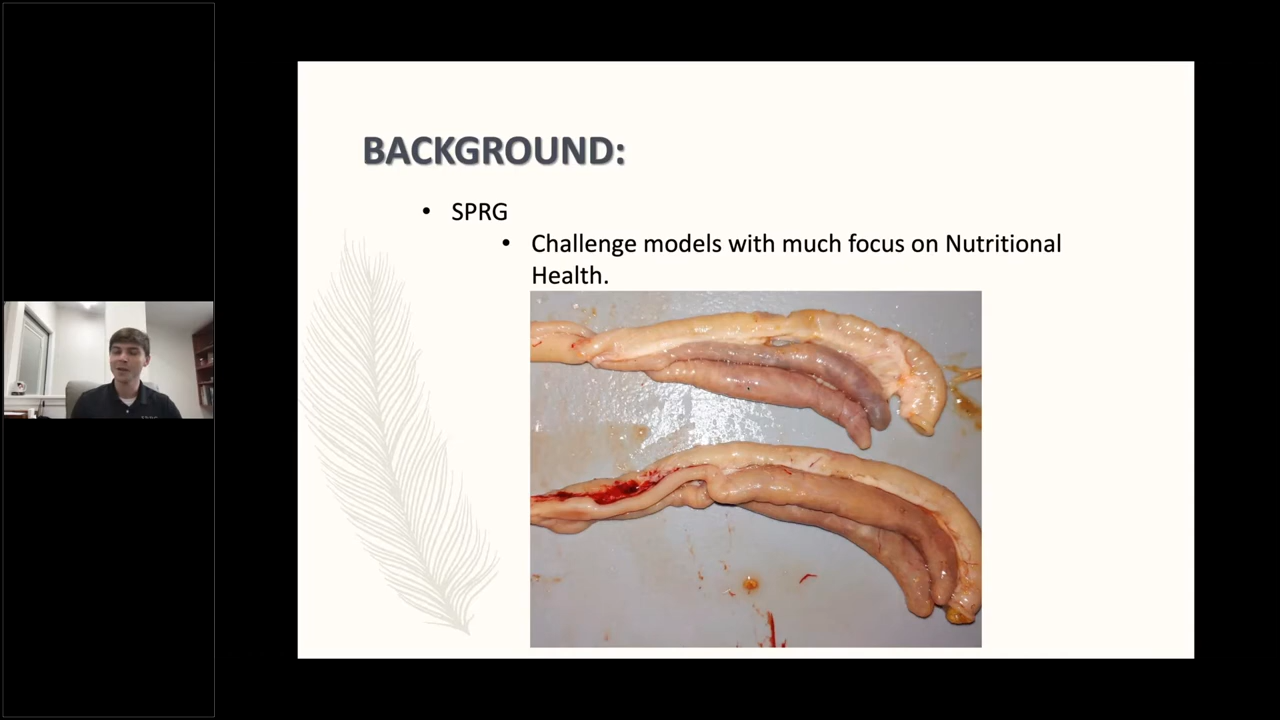 BACKGROUND:
• SPRG
• Challenge models with much focus on Nutritional
Health.